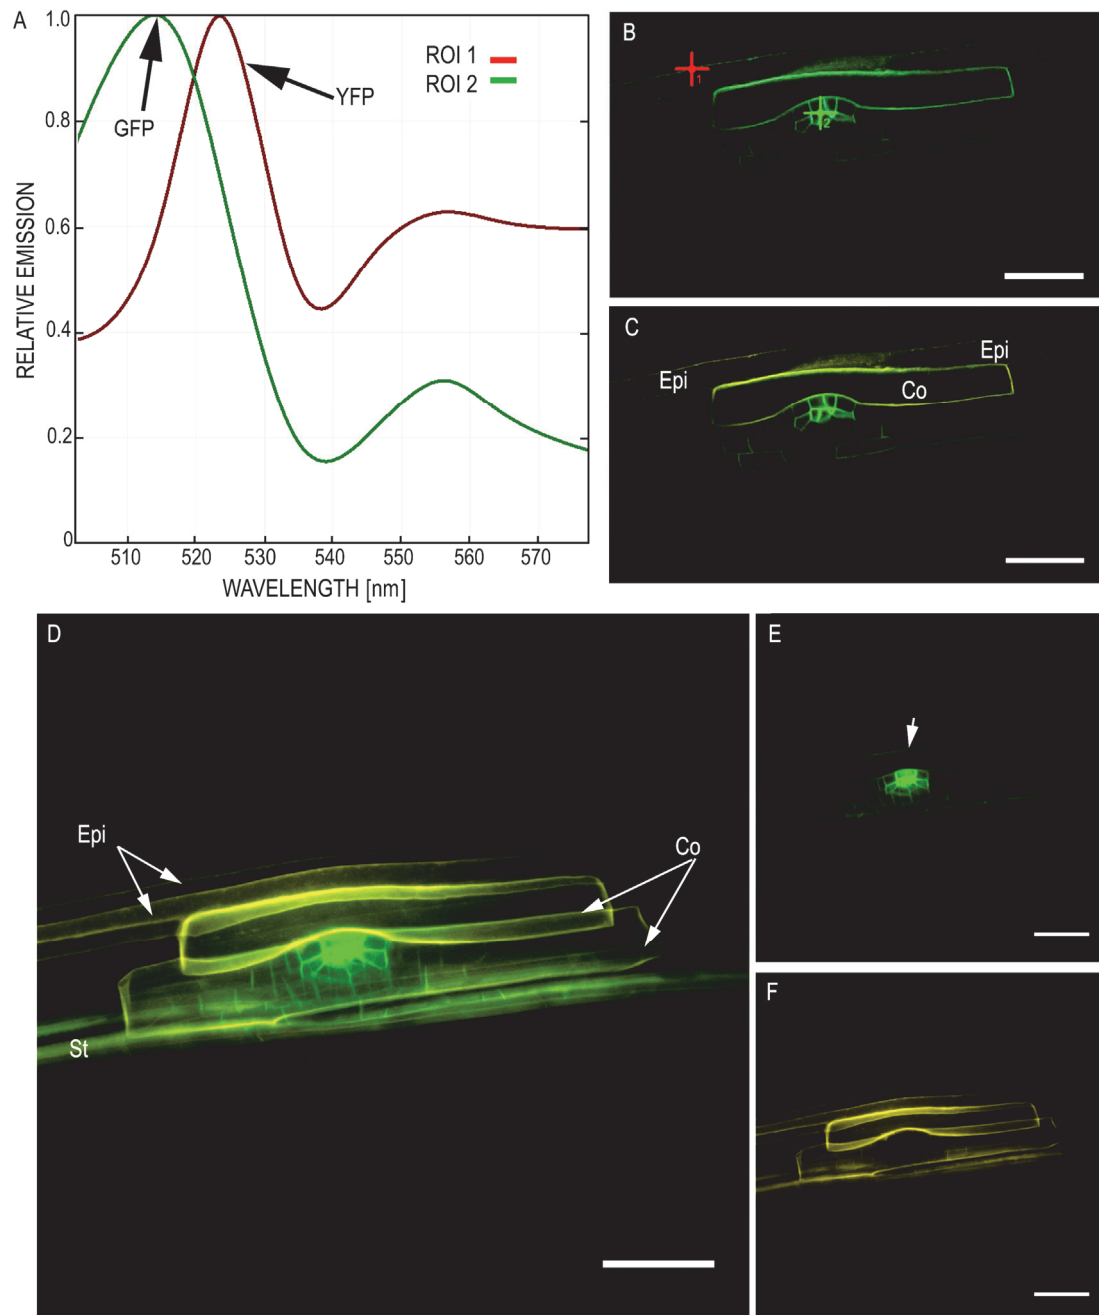 A
1.0
0.8
0.6
0.4
0.2
0
RELATIVE EMISSION
GFP
YFP
ROI 1
ROI 2
510 520 530 540 550 560 570
WAVELENGTH [nm]
B
1
2
C
Epi
Epi
Co
D
Epi
Co
St
E
F